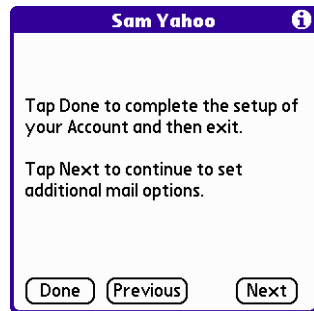 Sam Yahoo
Tap Done to complete the setup of
your Account and then exit.
Tap Next to continue to set
additional mail options.
Done Previous Next